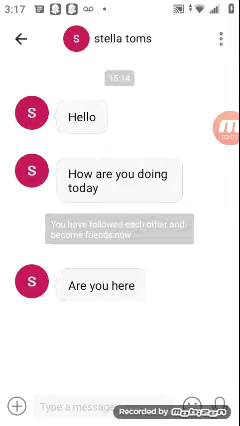 3:17
S stella toms
15:14
S Hello
S How are you doing
today
You have followed each other and
become friends now
S Are you here
Type a message
Recorded by MOBIZEN